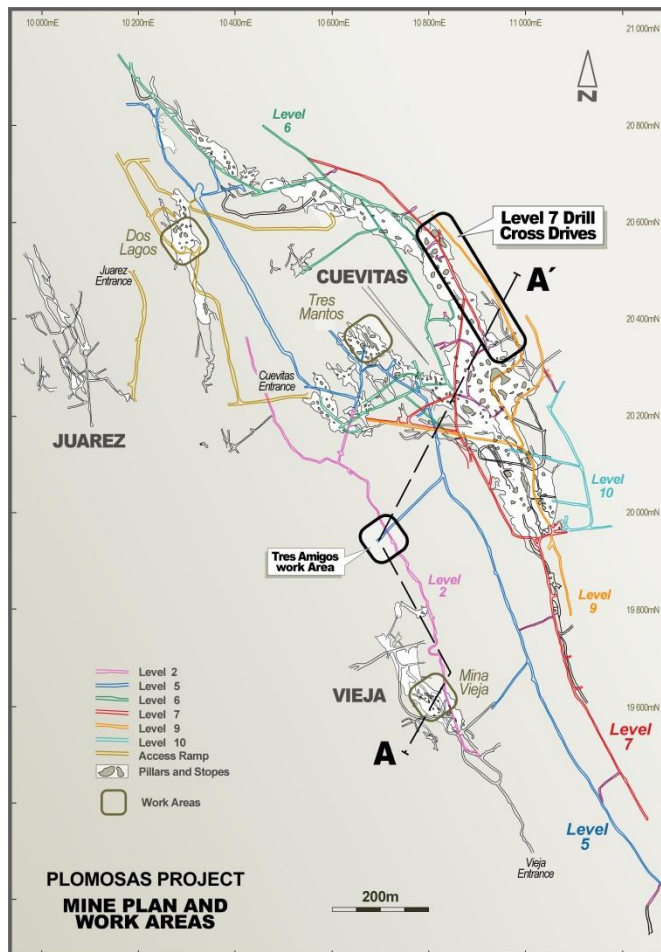 10 000mE
10 200mE
10 400mE
10 600mE
10 800mE
11 000mE
21 000mN
20 800mN
20 600mN
20 400mN
20 200mN
20 000mN
19 800mN
19 600mN
N
Level
6
Level 7 Drill
Cross Drives
Dos
Lagos
Juarez
Entrance
CUEVITAS
A´
Tres
Mantos
Cuevitas
Entrance
JUAREZ
Level
10
Tres Amigos
work Area
Level
2
Level
9
Mina
Vieja
VIEJA
A
Level
7
Level
5
Vieja
Entrance
Level 2
Level 5
Level 6
Level 7
Level 9
Level 10
Access Ramp
Pillars and Stopes
Work Areas
PLOMOSAS PROJECT
MINE PLAN AND
WORK AREAS
200m